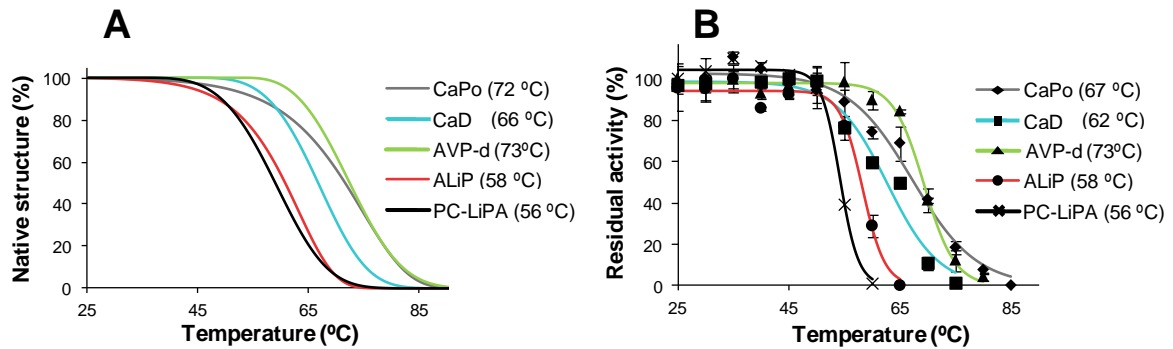 A
Native structure (%)
100
80
60
40
20
0
25
45
65
85
Temperature (ºC)
CaPo (72 ºC)
CaD (66 ºC)
AVP-d (73ºC)
ALiP (58 ºC)
PC-LiPA (56 ºC)
B
Residual activity (%)
100
80
60
40
20
0
25
45
65
85
Temperature (ºC)
CaPo (67 ºC)
CaD (62 ºC)
AVP-d (73ºC)
ALiP (58 ºC)
PC-LiPA (56 ºC)